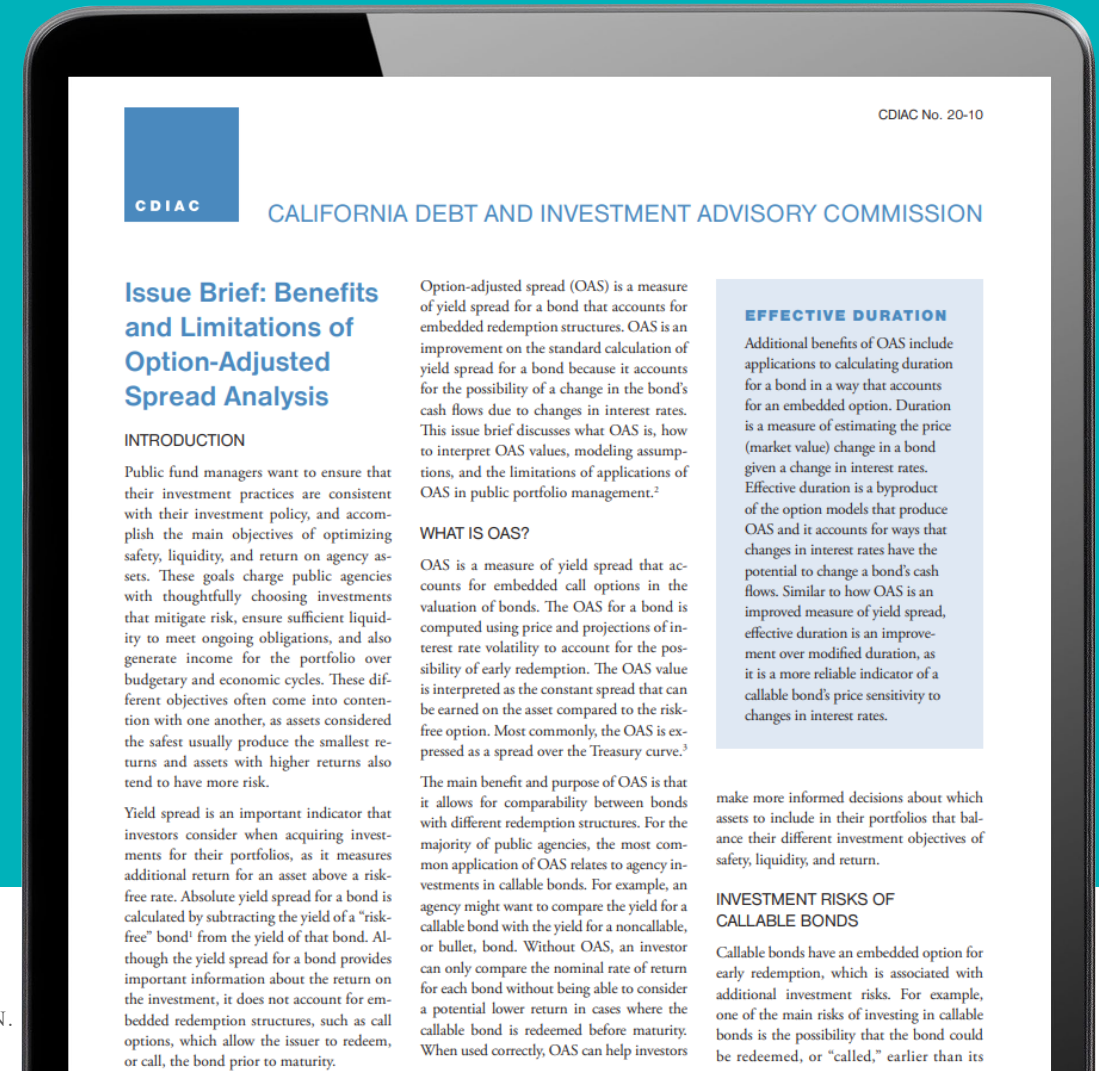 CDIAC No. 20-10
CDIAC
CALIFORNIA DEBT AND INVESTMENT ADVISORY COMMISSION
Issue Brief: Benefits
and Limitations of
Option-Adjusted
Spread Analysis
INTRODUCTION
Public fund managers want to ensure that
their investment practices are consistent
with their investment policy, and accom-
plish the main objectives of optimizing
safety, liquidity, and return on agency as-
sets. These goals charge public agencies
with thoughtfully choosing investments
that mitigate risk, ensure sufficient liquid-
ity to meet ongoing obligations, and also
generate income for the portfolio over
budgetary and economic cycles. These dif-
ferent objectives often come into conten-
tion with one another, as assets considered
the safest usually produce the smallest re-
turns and assets with higher returns also
tend to have more risk.
Yield spread is an important indicator that
investors consider when acquiring invest-
ments for their portfolios, as it measures
additional return for an asset above a risk-
free rate. Absolute yield spread for a bond is
calculated by subtracting the yield of a “risk-
free” bond¹ from the yield of that bond. Al-
though the yield spread for a bond provides
important information about the return on
the investment, it does not account for em-
bedded redemption structures, such as call
options, which allow the issuer to redeem,
or call, the bond prior to maturity.
Option-adjusted spread (OAS) is a measure
of yield spread for a bond that accounts for
embedded redemption structures. OAS is an
improvement on the standard calculation of
yield spread for a bond because it accounts
for the possibility of a change in the bond’s
cash flows due to changes in interest rates.
This issue brief discusses what OAS is, how
to interpret OAS values, modeling assump-
tions, and the limitations of applications of
OAS in public portfolio management.²
WHAT IS OAS?
OAS is a measure of yield spread that ac-
counts for embedded call options in the
valuation of bonds. The OAS for a bond is
computed using price and projections of in-
terest rate volatility to account for the pos-
sibility of early redemption. The OAS value
is interpreted as the constant spread that can
be earned on the asset compared to the risk-
free option. Most commonly, the OAS is ex-
pressed as a spread over the Treasury curve.³
The main benefit and purpose of OAS is that
it allows for comparability between bonds
with different redemption structures. For the
majority of public agencies, the most com-
mon application of OAS relates to agency in-
vestments in callable bonds. For example, an
agency might want to compare the yield for a
callable bond with the yield for a noncallable,
or bullet, bond. Without OAS, an investor
can only compare the nominal rate of return
for each bond without being able to consider
a potential lower return in cases where the
callable bond is redeemed before maturity.
When used correctly, OAS can help investors
EFFECTIVE DURATION
Additional benefits of OAS include
applications to calculating duration
for a bond in a way that accounts
for an embedded option. Duration
is a measure of estimating the price
(market value) change in a bond
given a change in interest rates.
Effective duration is a byproduct
of the option models that produce
OAS and it accounts for ways that
changes in interest rates have the
potential to change a bond’s cash
flows. Similar to how OAS is an
improved measure of yield spread,
effective duration is an improve-
ment over modified duration, as
it is a more reliable indicator of a
callable bond’s price sensitivity to
changes in interest rates.
make more informed decisions about which
assets to include in their portfolios that bal-
ance their different investment objectives of
safety, liquidity, and return.
INVESTMENT RISKS OF
CALLABLE BONDS
Callable bonds have an embedded option for
early redemption, which is associated with
additional investment risks. For example,
one of the main risks of investing in callable
bonds is the possibility that the bond could
be redeemed, or “called,” earlier than its